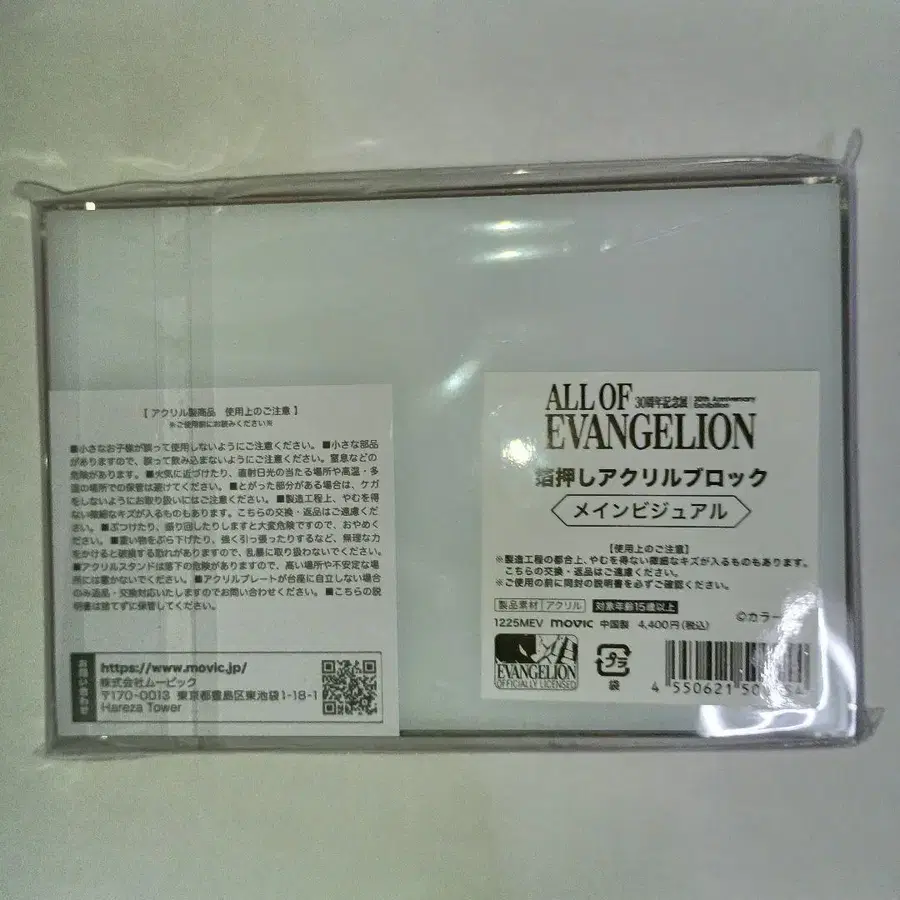 【 アクリル製商品 使用上のご注意 】
※ご使用前にお読みください※
■小さなお子様が誤って使用しないようにご注意ください。 ■小さな部品
がありますので、誤って飲み込まないようにご注意ください。窒息などの
危険があります。 ■火気に近づけたり、直射日光の当たる場所や高温・多
湿の場所での保管は避けてください。 ■とがった部分がある場合は、ケガ
をしないようにお取り扱いにはご注意ください。 ■製造工程上、やむを得
ない微細なキズが入るものもあります。こちらの交換・返品はご遠慮くだ
さい。 ■ぶつけたり、振り回したりしますと大変危険ですので、おやめく
ださい。 ■重い物をぶら下げたり、強く引っ張ったりするなど、無理な力
をかけると破損する恐れがありますので、乱暴に取り扱わないでください。
■アクリルスタンドは落下の危険がありますので、高い場所や不安定な場
所には置かないでください。 ■アクリルプレートが台座に自立しない場合
のみ返品・交換対応いたしますのでお問い合わせください。 ■こちらの説
明書は捨てずに保管してください。
お問い合わせ
https://www.movic.jp/
株式会社ムービック
〒170-0013 東京都豊島区東池袋1-18-1
Hareza Tower
ALL OF 30周年記念展 30th Anniversary Exhibition
EVANGELION
箔押しアクリルブロック
メインビジュアル
【使用上のご注意】
※製造工程の都合上、やむを得ない微細なキズが入るものもあります。
こちらの交換・返品はご遠慮ください。
※ご使用の前に同封の説明書を必ずご確認ください。
製品素材 アクリル 対象年齢15歳以上
1225MEV movic 中国製 4,400円(税込) ©カラー
EVANGELION
OFFICIALLY LICENSED
プラ
袋
4 550621